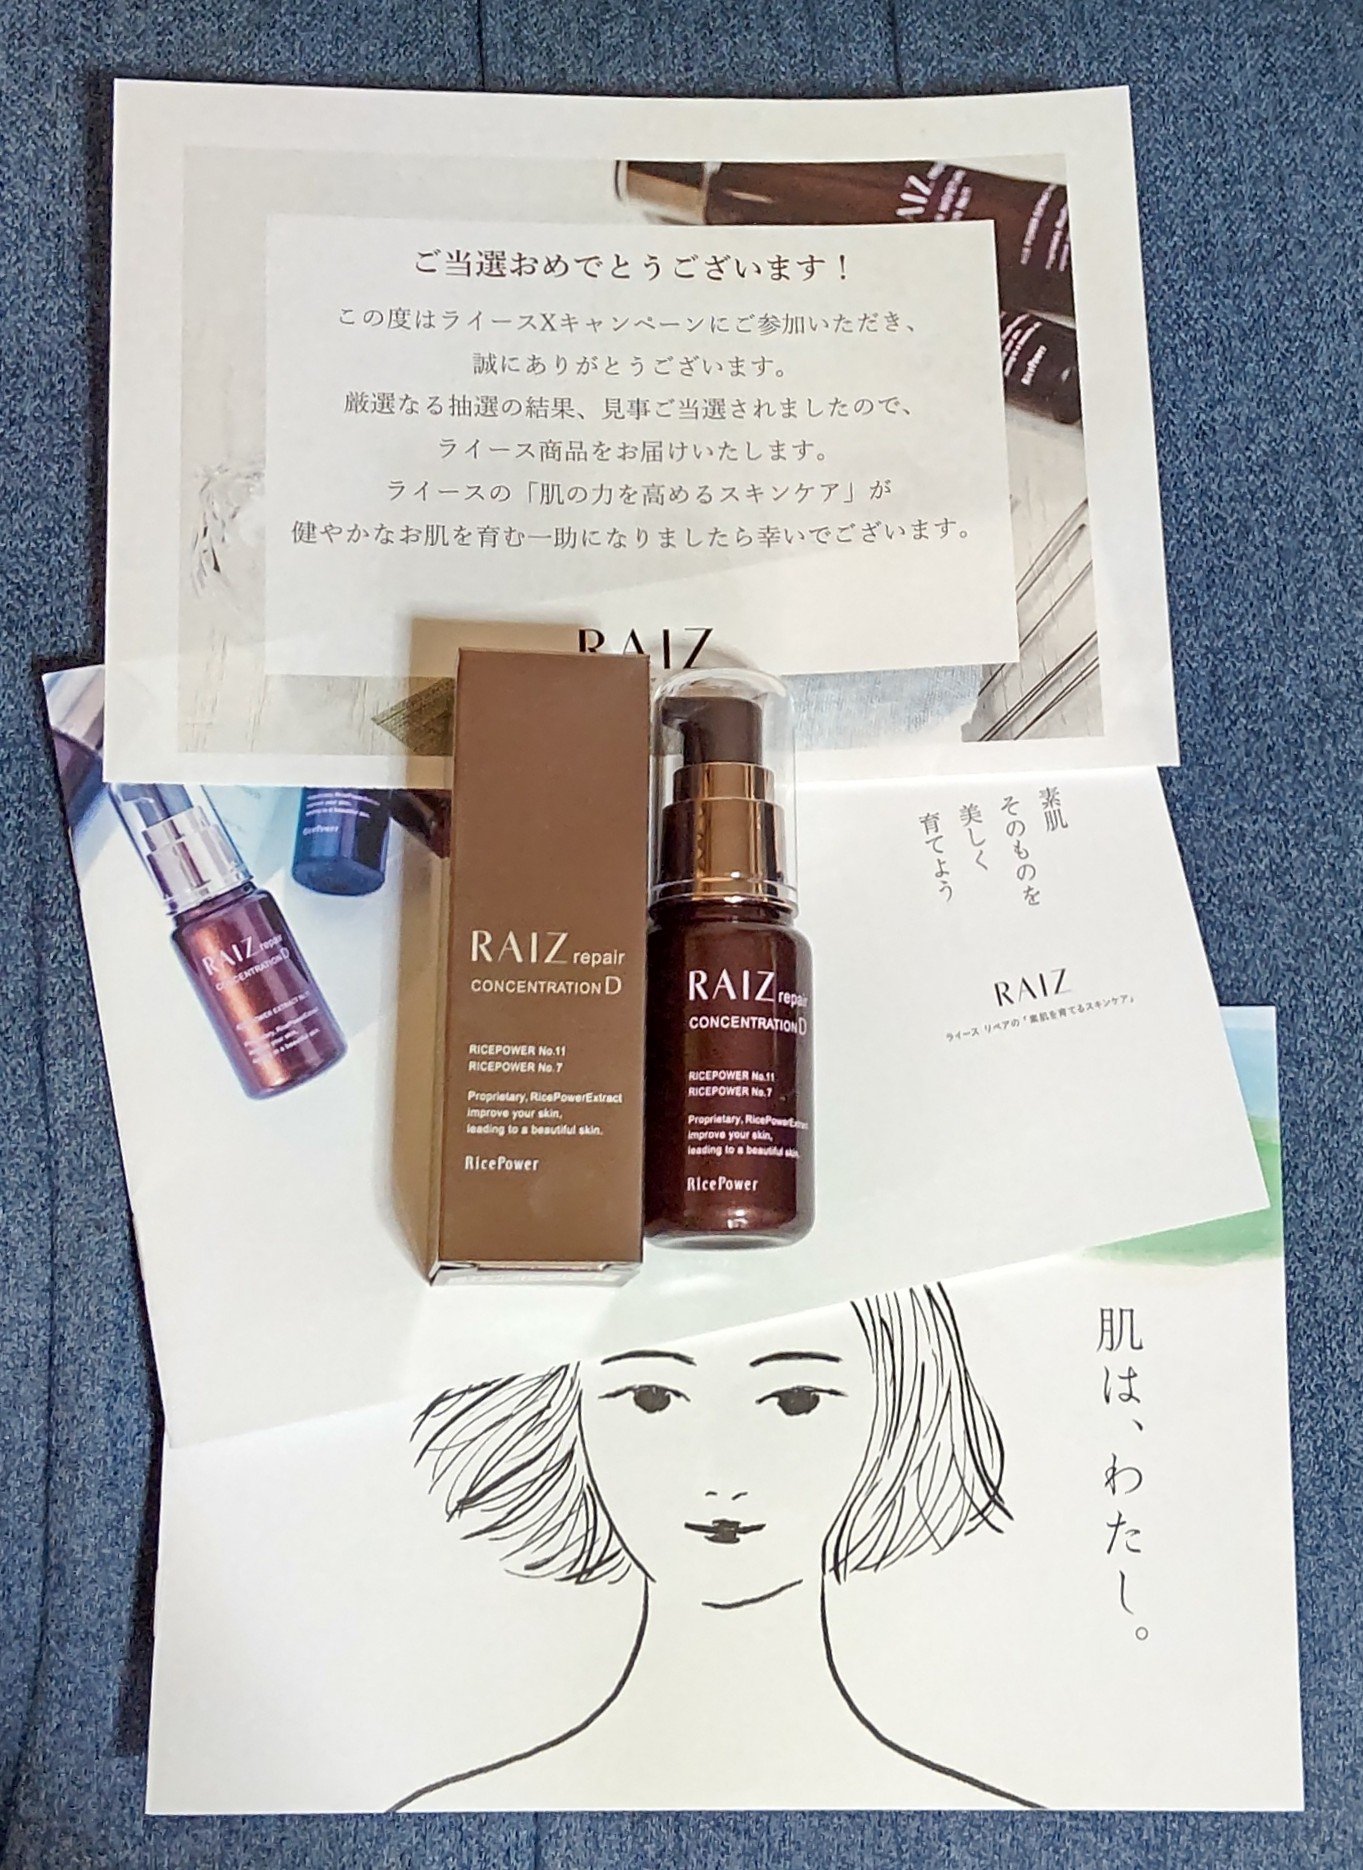 ご当選おめでとうございます！
この度はライースXキャンペーンにご参加いただき、
誠にありがとうございます。
厳選なる抽選の結果、見事ご当選されましたので、
ライース商品をお届けいたします。
ライースの「肌の力を高めるスキンケア」が
健やかなお肌を育む一助になりましたら幸いでございます。
RAIZ
RicePower
RicePower
RAIZ repair
CONCENTRATION D
素肌
そのものを
美しく
育てよう
RAIZ
ライース リペアの「素肌を育てるスキンケア」
RAIZ repair
CONCENTRATION D
RICEPOWER No.11
RICEPOWER No.7
Proprietary, RicePowerExtract
improve your skin,
leading to a beautiful skin.
RicePower
RAIZ repair
CONCENTRATION D
RICEPOWER No.11
RICEPOWER No.7
Proprietary, RicePowerExtract
improve your skin,
leading to a beautiful skin.
RicePower
肌は、わたし。